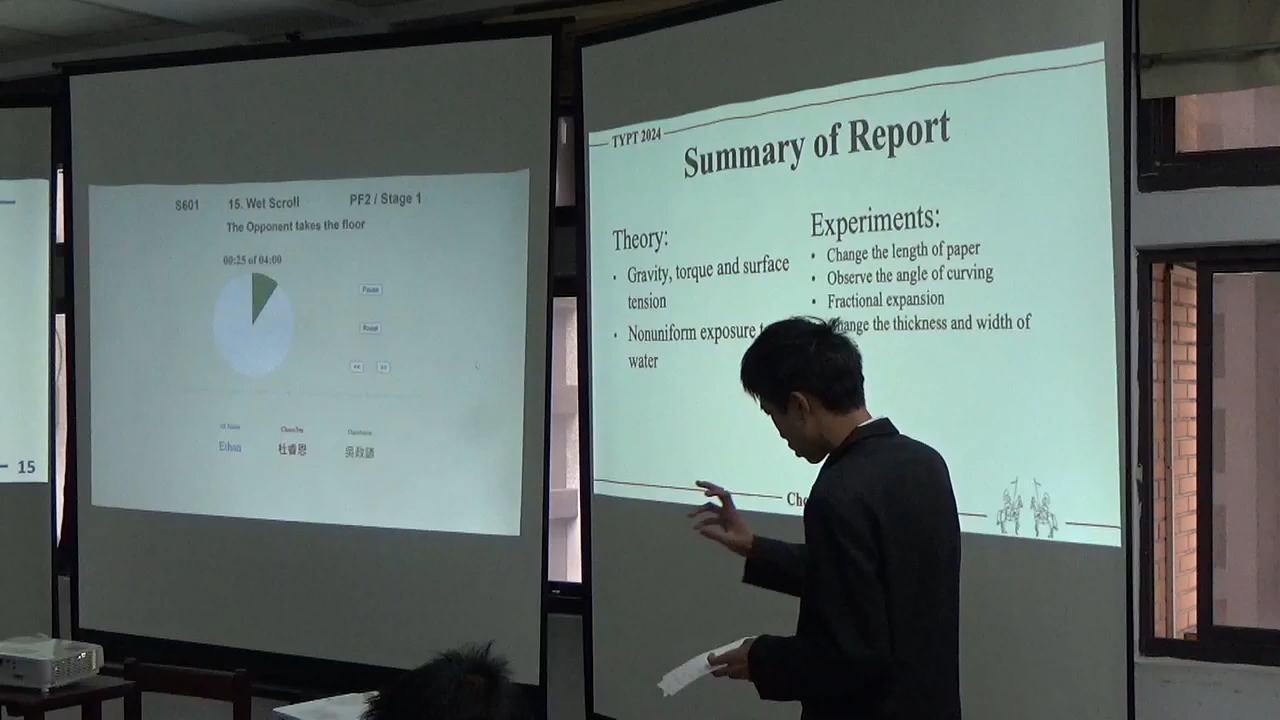 15
S601 15. Wet Scroll PF2 / Stage 1
The Opponent takes the floor
00:25 of 04:00
Pause
Reset
<< >>
Ethan 杜睿恩 吳政諺
TYPT 2024
Summary of Report
Theory:
• Gravity, torque and surface
tension
• Nonuniform exposure
water
Experiments:
• Change the length of paper
• Observe the angle of curving
• Fractional expansion
hange the thickness and width of